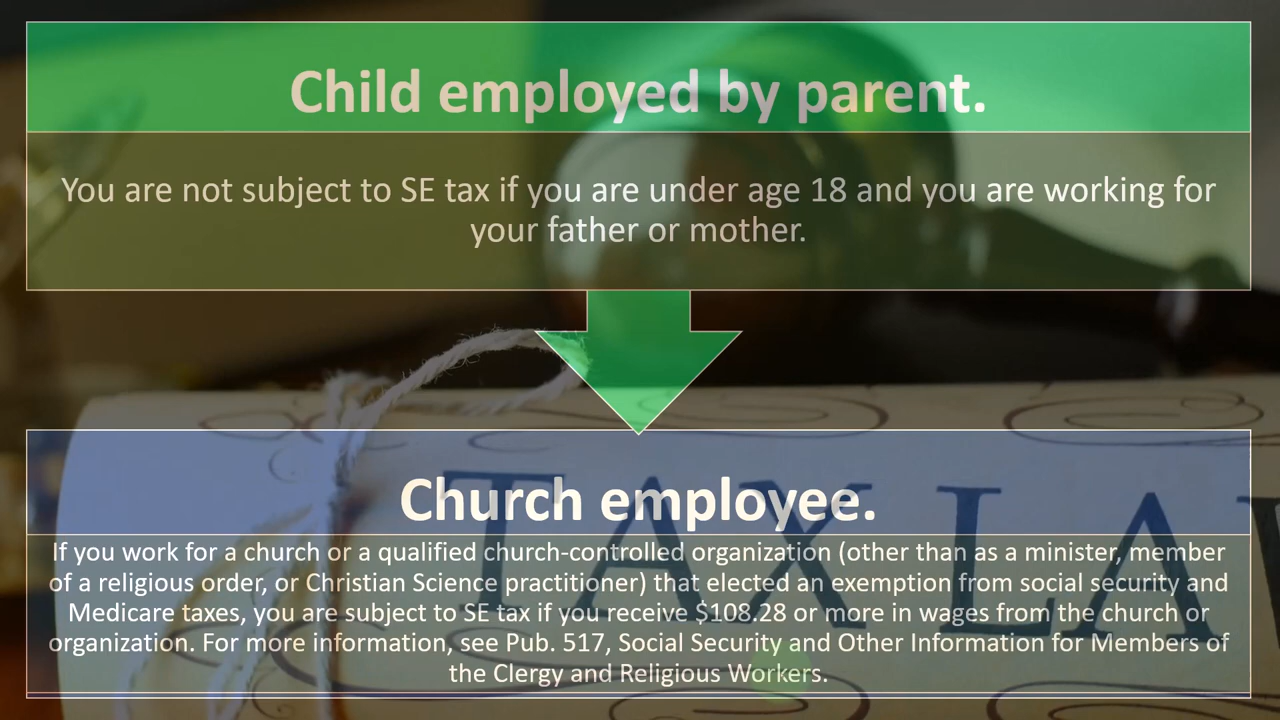 Child employed by parent.
You are not subject to SE tax if you are under age 18 and you are working for
your father or mother.
Church employee.
If you work for a church or a qualified church-controlled organization (other than as a minister, member
of a religious order, or Christian Science practitioner) that elected an exemption from social security and
Medicare taxes, you are subject to SE tax if you receive $108.28 or more in wages from the church or
organization. For more information, see Pub. 517, Social Security and Other Information for Members of
the Clergy and Religious Workers.
TAX LAW